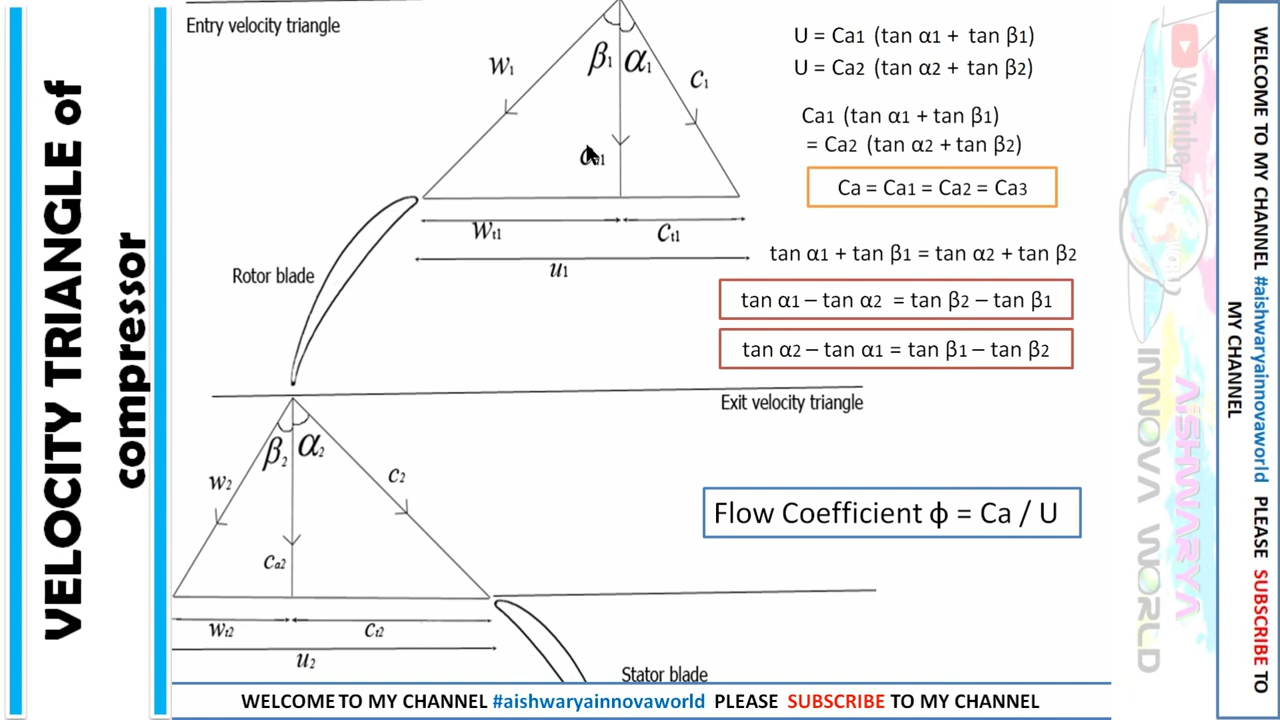 VELOCITY TRIANGLE of
compressor
Entry velocity triangle
β1 α1
w1
c1
Ca1
Wt1
Ct1
u1
Rotor blade
U = Ca1 (tan α1 + tan β1)
U = Ca2 (tan α2 + tan β2)
Ca1 (tan α1 + tan β1)
= Ca2 (tan α2 + tan β2)
Ca = Ca1 = Ca2 = Ca3
tan α1 + tan β1 = tan α2 + tan β2
tan α1 – tan α2 = tan β2 – tan β1
tan α2 – tan α1 = tan β1 – tan β2
Exit velocity triangle
β2 α2
w2
c2
Ca2
Wt2
Ct2
u2
Stator blade
Flow Coefficient ϕ = Ca / U
WELCOME TO MY CHANNEL #aishwaryainnovaworld PLEASE SUBSCRIBE TO MY CHANNEL
YouTube
AiSHWARYA
INNOVA WORLD
WELCOME TO MY CHANNEL #aishwaryainnovaworld PLEASE SUBSCRIBE TO
MY CHANNEL